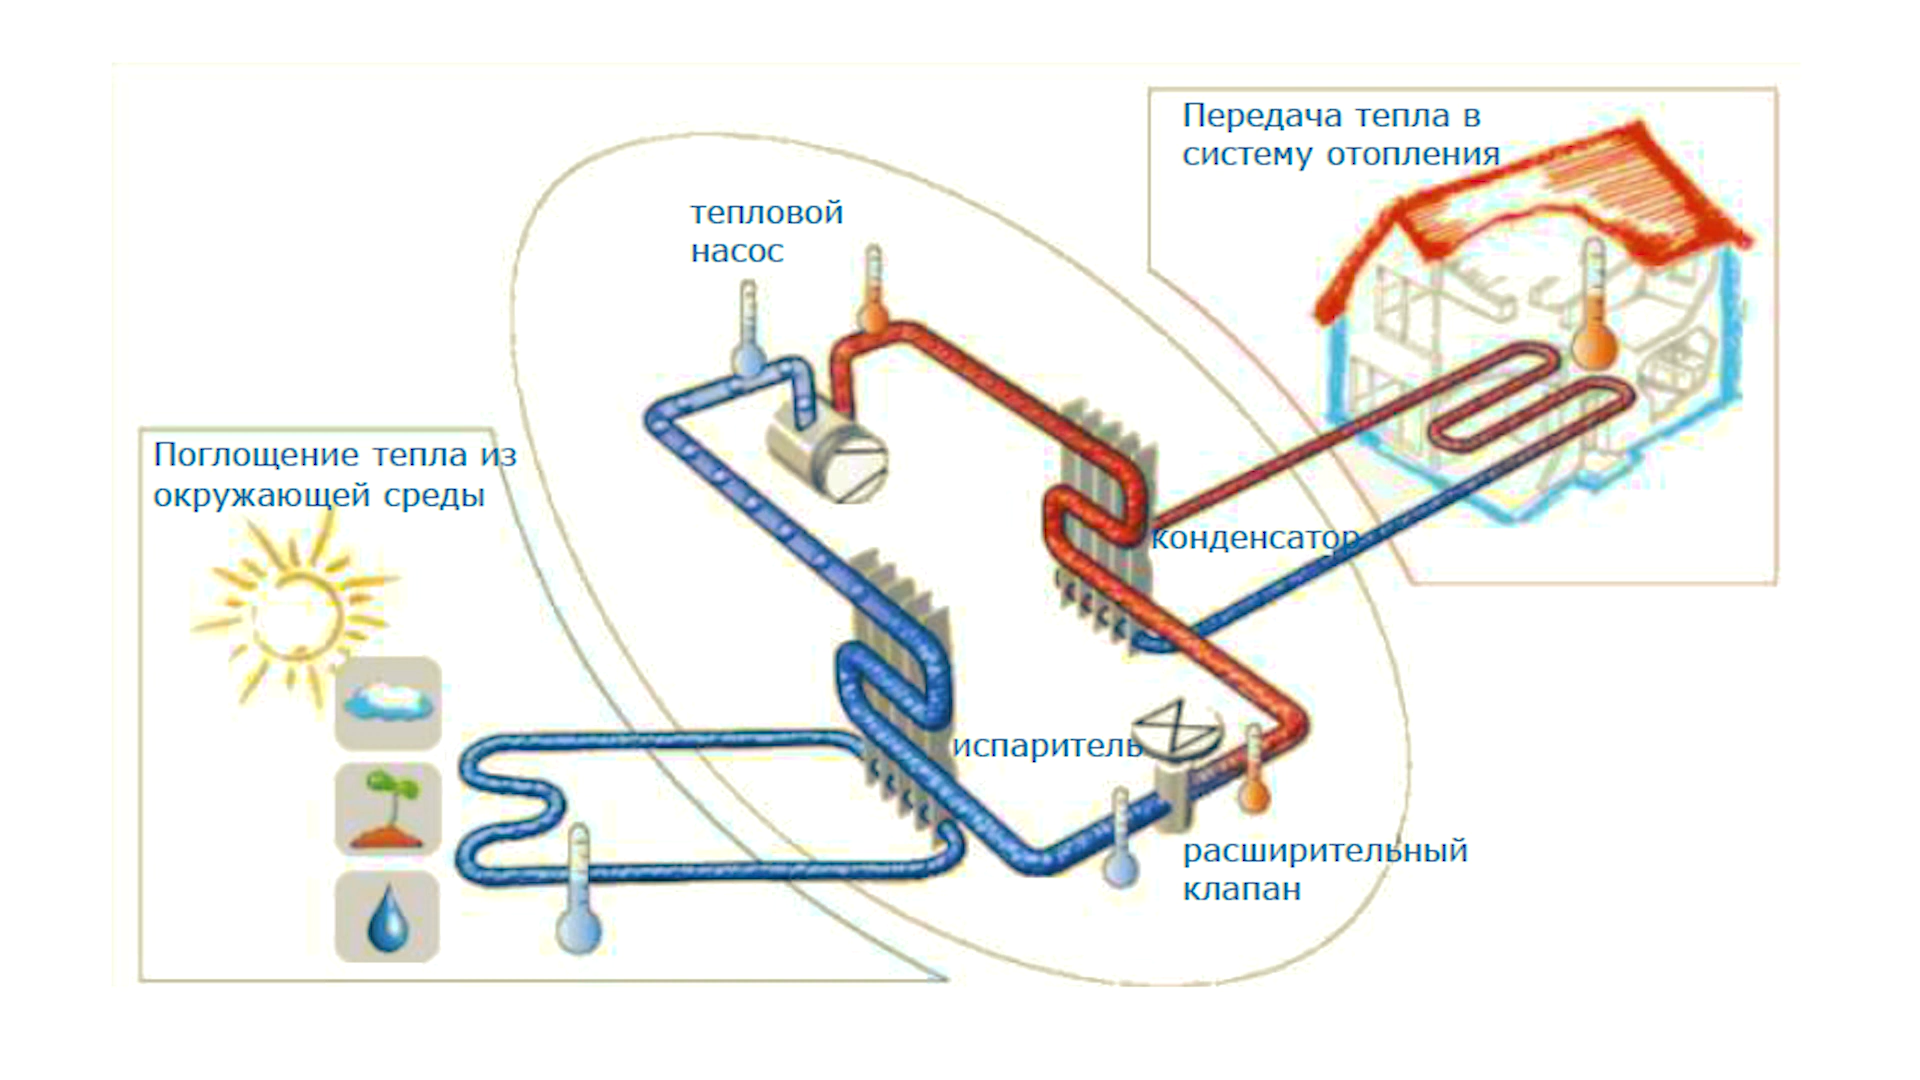 Передача тепла в
систему отопления
тепловой
насос
Поглощение тепла из
окружающей среды
конденсатор
испаритель
расширительный
клапан